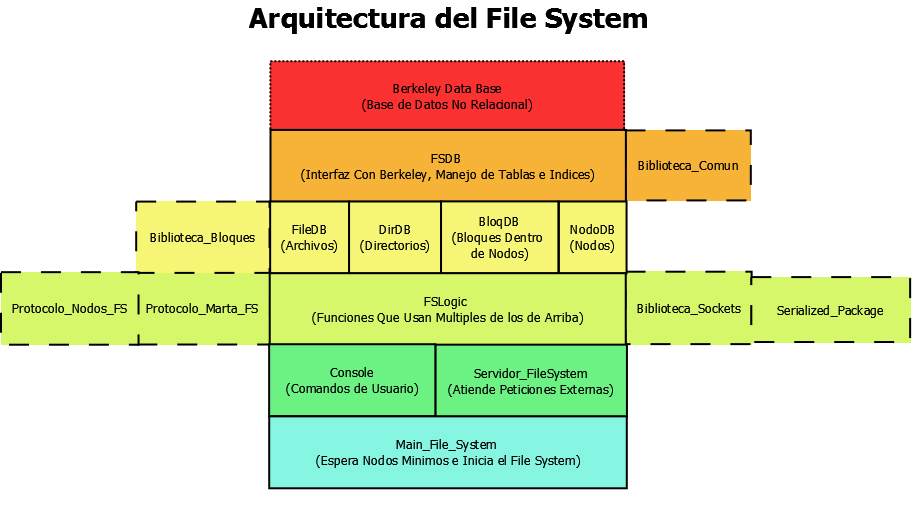 Arquitectura del File System
Berkeley Data Base
(Base de Datos No Relacional)
FSDB
(Interfaz Con Berkeley, Manejo de Tablas e Indices)
Biblioteca_Comun
Biblioteca_Bloques
FileDB
(Archivos)
DirDB
(Directorios)
BloqDB
(Bloques Dentro
de Nodos)
NodoDB
(Nodos)
Protocolo_Nodos_FS
Protocolo_Marta_FS
FSLogic
(Funciones Que Usan Multiples de los de Arriba)
Biblioteca_Sockets
Serialized_Package
Console
(Comandos de Usuario)
Servidor_FileSystem
(Atiende Peticiones Externas)
Main_File_System
(Espera Nodos Minimos e Inicia el File System)